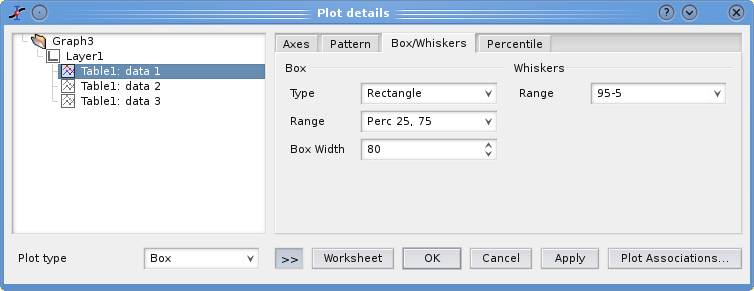 Plot details
Graph3
Layer1
Table1: data 1
Table1: data 2
Table1: data 3
Axes Pattern Box/Whiskers Percentile
Box Whiskers
Type Rectangle Range 95-5
Range Perc 25, 75
Box Width 80
Plot type Box >> Worksheet OK Cancel Apply Plot Associations...